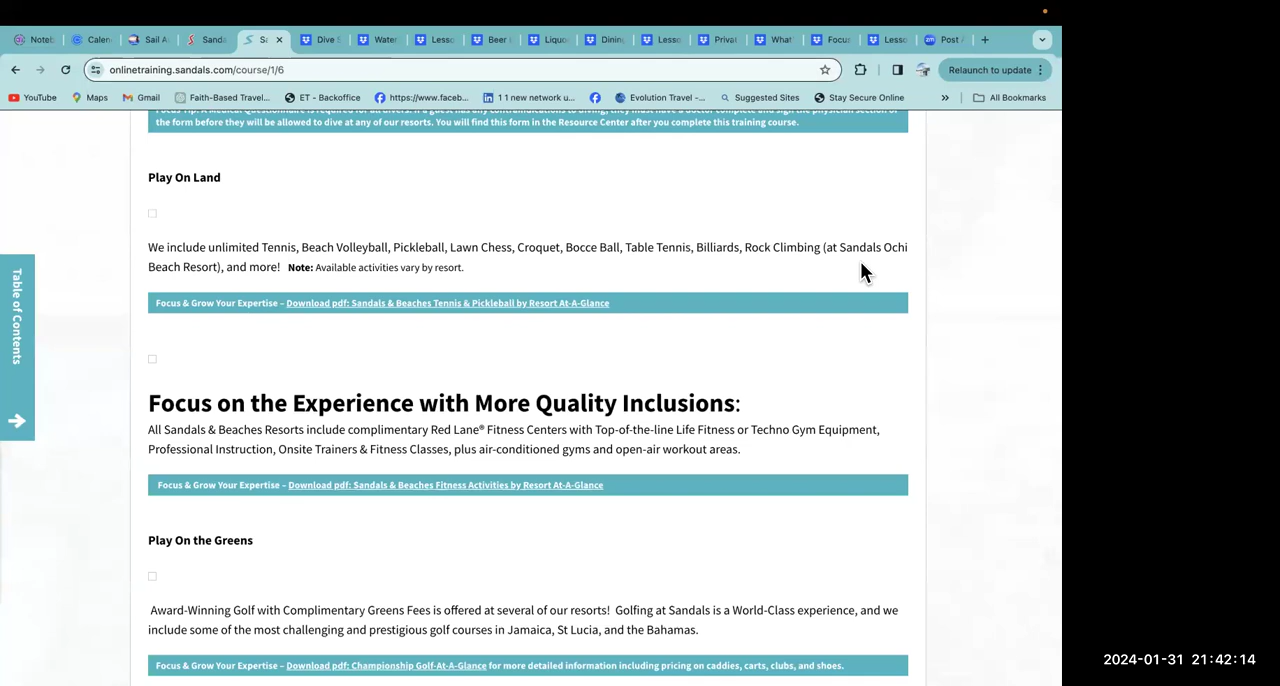 Noteb
Calen
Sail A
Sanda
Sa
Dive S
Water
Lesso
Beer
Liquo
Dining
Lesso
Privat
What
Focus
Lesso
Post
onlinetraining.sandals.com/course/1/6
Relaunch to update
YouTube
Maps
Gmail
Faith-Based Travel...
ET - Backoffice
https://www.faceb...
1 1 new network u...
Evolution Travel -...
Suggested Sites
Stay Secure Online
All Bookmarks
the form before they will be allowed to dive at any of our resorts. You will find this form in the Resource Center after you complete this training course.
Play On Land
We include unlimited Tennis, Beach Volleyball, Pickleball, Lawn Chess, Croquet, Bocce Ball, Table Tennis, Billiards, Rock Climbing (at Sandals Ochi
Beach Resort), and more! Note: Available activities vary by resort.
Focus & Grow Your Expertise – Download pdf: Sandals & Beaches Tennis & Pickleball by Resort At-A-Glance
Table of Contents
Focus on the Experience with More Quality Inclusions:
All Sandals & Beaches Resorts include complimentary Red Lane® Fitness Centers with Top-of-the-line Life Fitness or Techno Gym Equipment,
Professional Instruction, Onsite Trainers & Fitness Classes, plus air-conditioned gyms and open-air workout areas.
Focus & Grow Your Expertise – Download pdf: Sandals & Beaches Fitness Activities by Resort At-A-Glance
Play On the Greens
Award-Winning Golf with Complimentary Greens Fees is offered at several of our resorts! Golfing at Sandals is a World-Class experience, and we
include some of the most challenging and prestigious golf courses in Jamaica, St Lucia, and the Bahamas.
Focus & Grow Your Expertise – Download pdf: Championship Golf-At-A-Glance for more detailed information including pricing on caddies, carts, clubs, and shoes.
2024-01-31 21:42:14